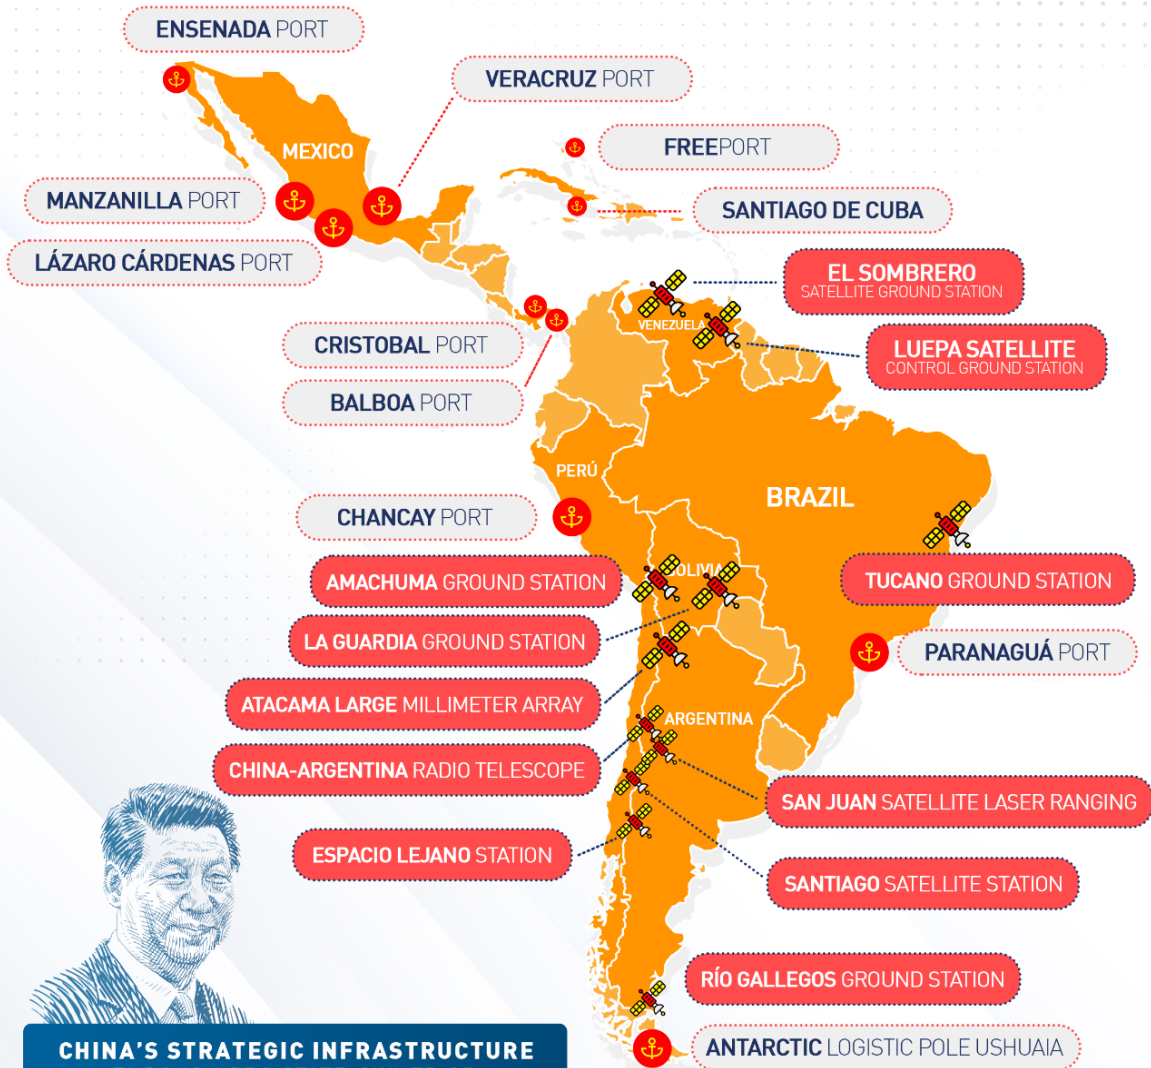 ENSENADA PORT
VERACRUZ PORT
MEXICO
FREEPORT
MANZANILLA PORT
SANTIAGO DE CUBA
LÁZARO CÁRDENAS PORT
EL SOMBRERO
SATELLITE GROUND STATION
VENEZUELA
CRISTOBAL PORT
LUEPA SATELLITE
CONTROL GROUND STATION
BALBOA PORT
PERÚ
BRAZIL
CHANCAY PORT
AMACHUMA GROUND STATION
BOLIVIA
TUCANO GROUND STATION
LA GUARDIA GROUND STATION
PARANAGUÁ PORT
ATACAMA LARGE MILLIMETER ARRAY
ARGENTINA
CHINA-ARGENTINA RADIO TELESCOPE
SAN JUAN SATELLITE LASER RANGING
ESPACIO LEJANO STATION
SANTIAGO SATELLITE STATION
RÍO GALLEGOS GROUND STATION
ANTARCTIC LOGISTIC POLE USHUAIA
CHINA'S STRATEGIC INFRASTRUCTURE